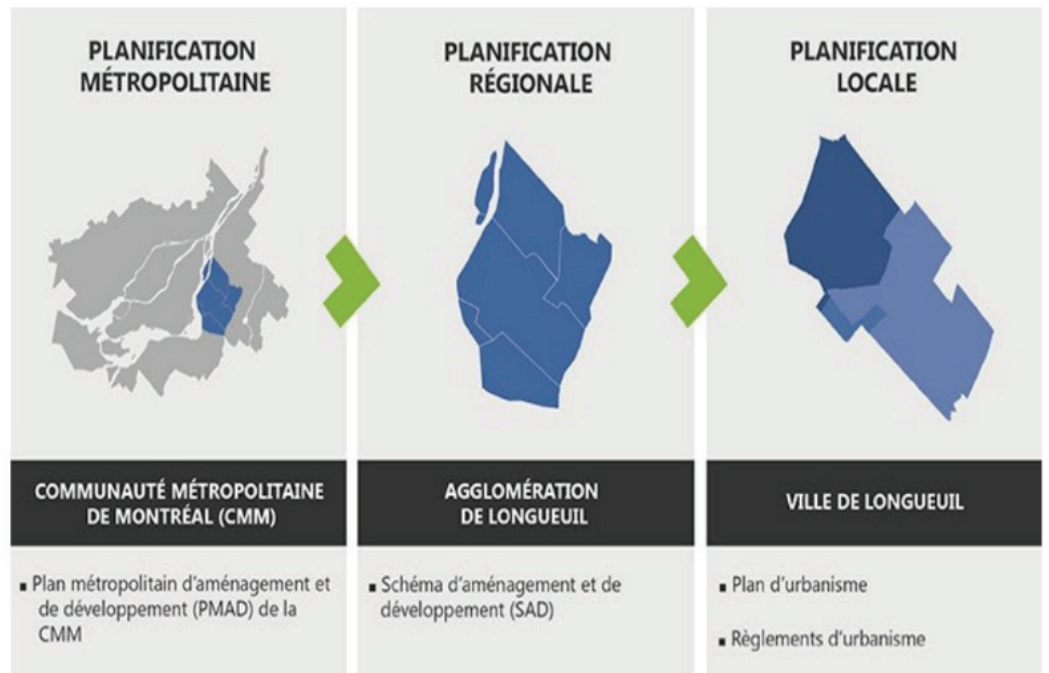 PLANIFICATION
MÉTROPOLITAINE
COMMUNAUTÉ MÉTROPOLITAINE
DE MONTRÉAL (CMM)
▪ Plan métropolitain d'aménagement et
de développement (PMAD) de la
CMM
PLANIFICATION
RÉGIONALE
AGGLOMÉRATION
DE LONGUEUIL
▪ Schéma d'aménagement et de
développement (SAD)
PLANIFICATION
LOCALE
VILLE DE LONGUEUIL
▪ Plan d'urbanisme
▪ Règlements d'urbanisme